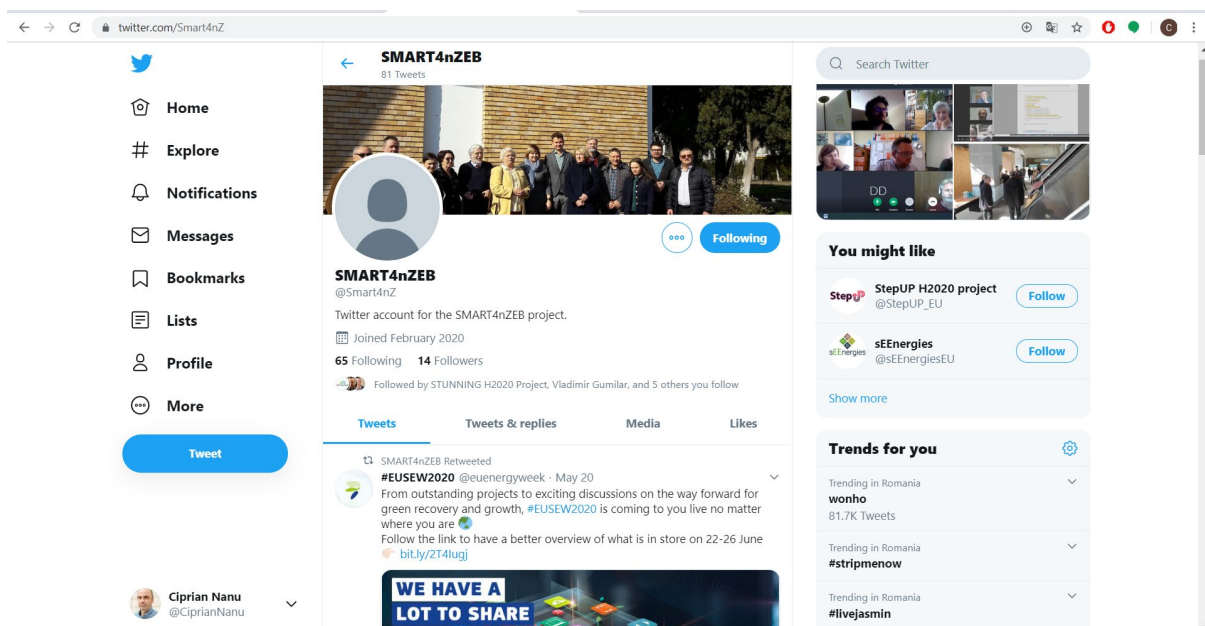 twitter.com/Smart4nZ
Home
Explore
Notifications
Messages
Bookmarks
Lists
Profile
More
Tweet
Ciprian Nanu
@CiprianNanu
SMART4nZEB
81 Tweets
Following
SMART4nZEB
@Smart4nZ
Twitter account for the SMART4nZEB project.
Joined February 2020
65 Following 14 Followers
Followed by STUNNING H2020 Project, Vladimir Gumilar, and 5 others you follow
Tweets Tweets & replies Media Likes
SMART4nZEB Retweeted
#EUSEW2020 @euenergyweek · May 20
From outstanding projects to exciting discussions on the way forward for
green recovery and growth, #EUSEW2020 is coming to you live no matter
where you are
Follow the link to have a better overview of what is in store on 22-26 June
bit.ly/2T4Iugj
WE HAVE A
LOT TO SHARE
Search Twitter
DD
You might like
Stepup
StepUP H2020 project
@StepUP_EU
Follow
sEEnergies
sEEnergies
@sEEnergiesEU
Follow
Show more
Trends for you
Trending in Romania
wonho
81.7K Tweets
Trending in Romania
#stripmenow
Trending in Romania
#livejasmin
C